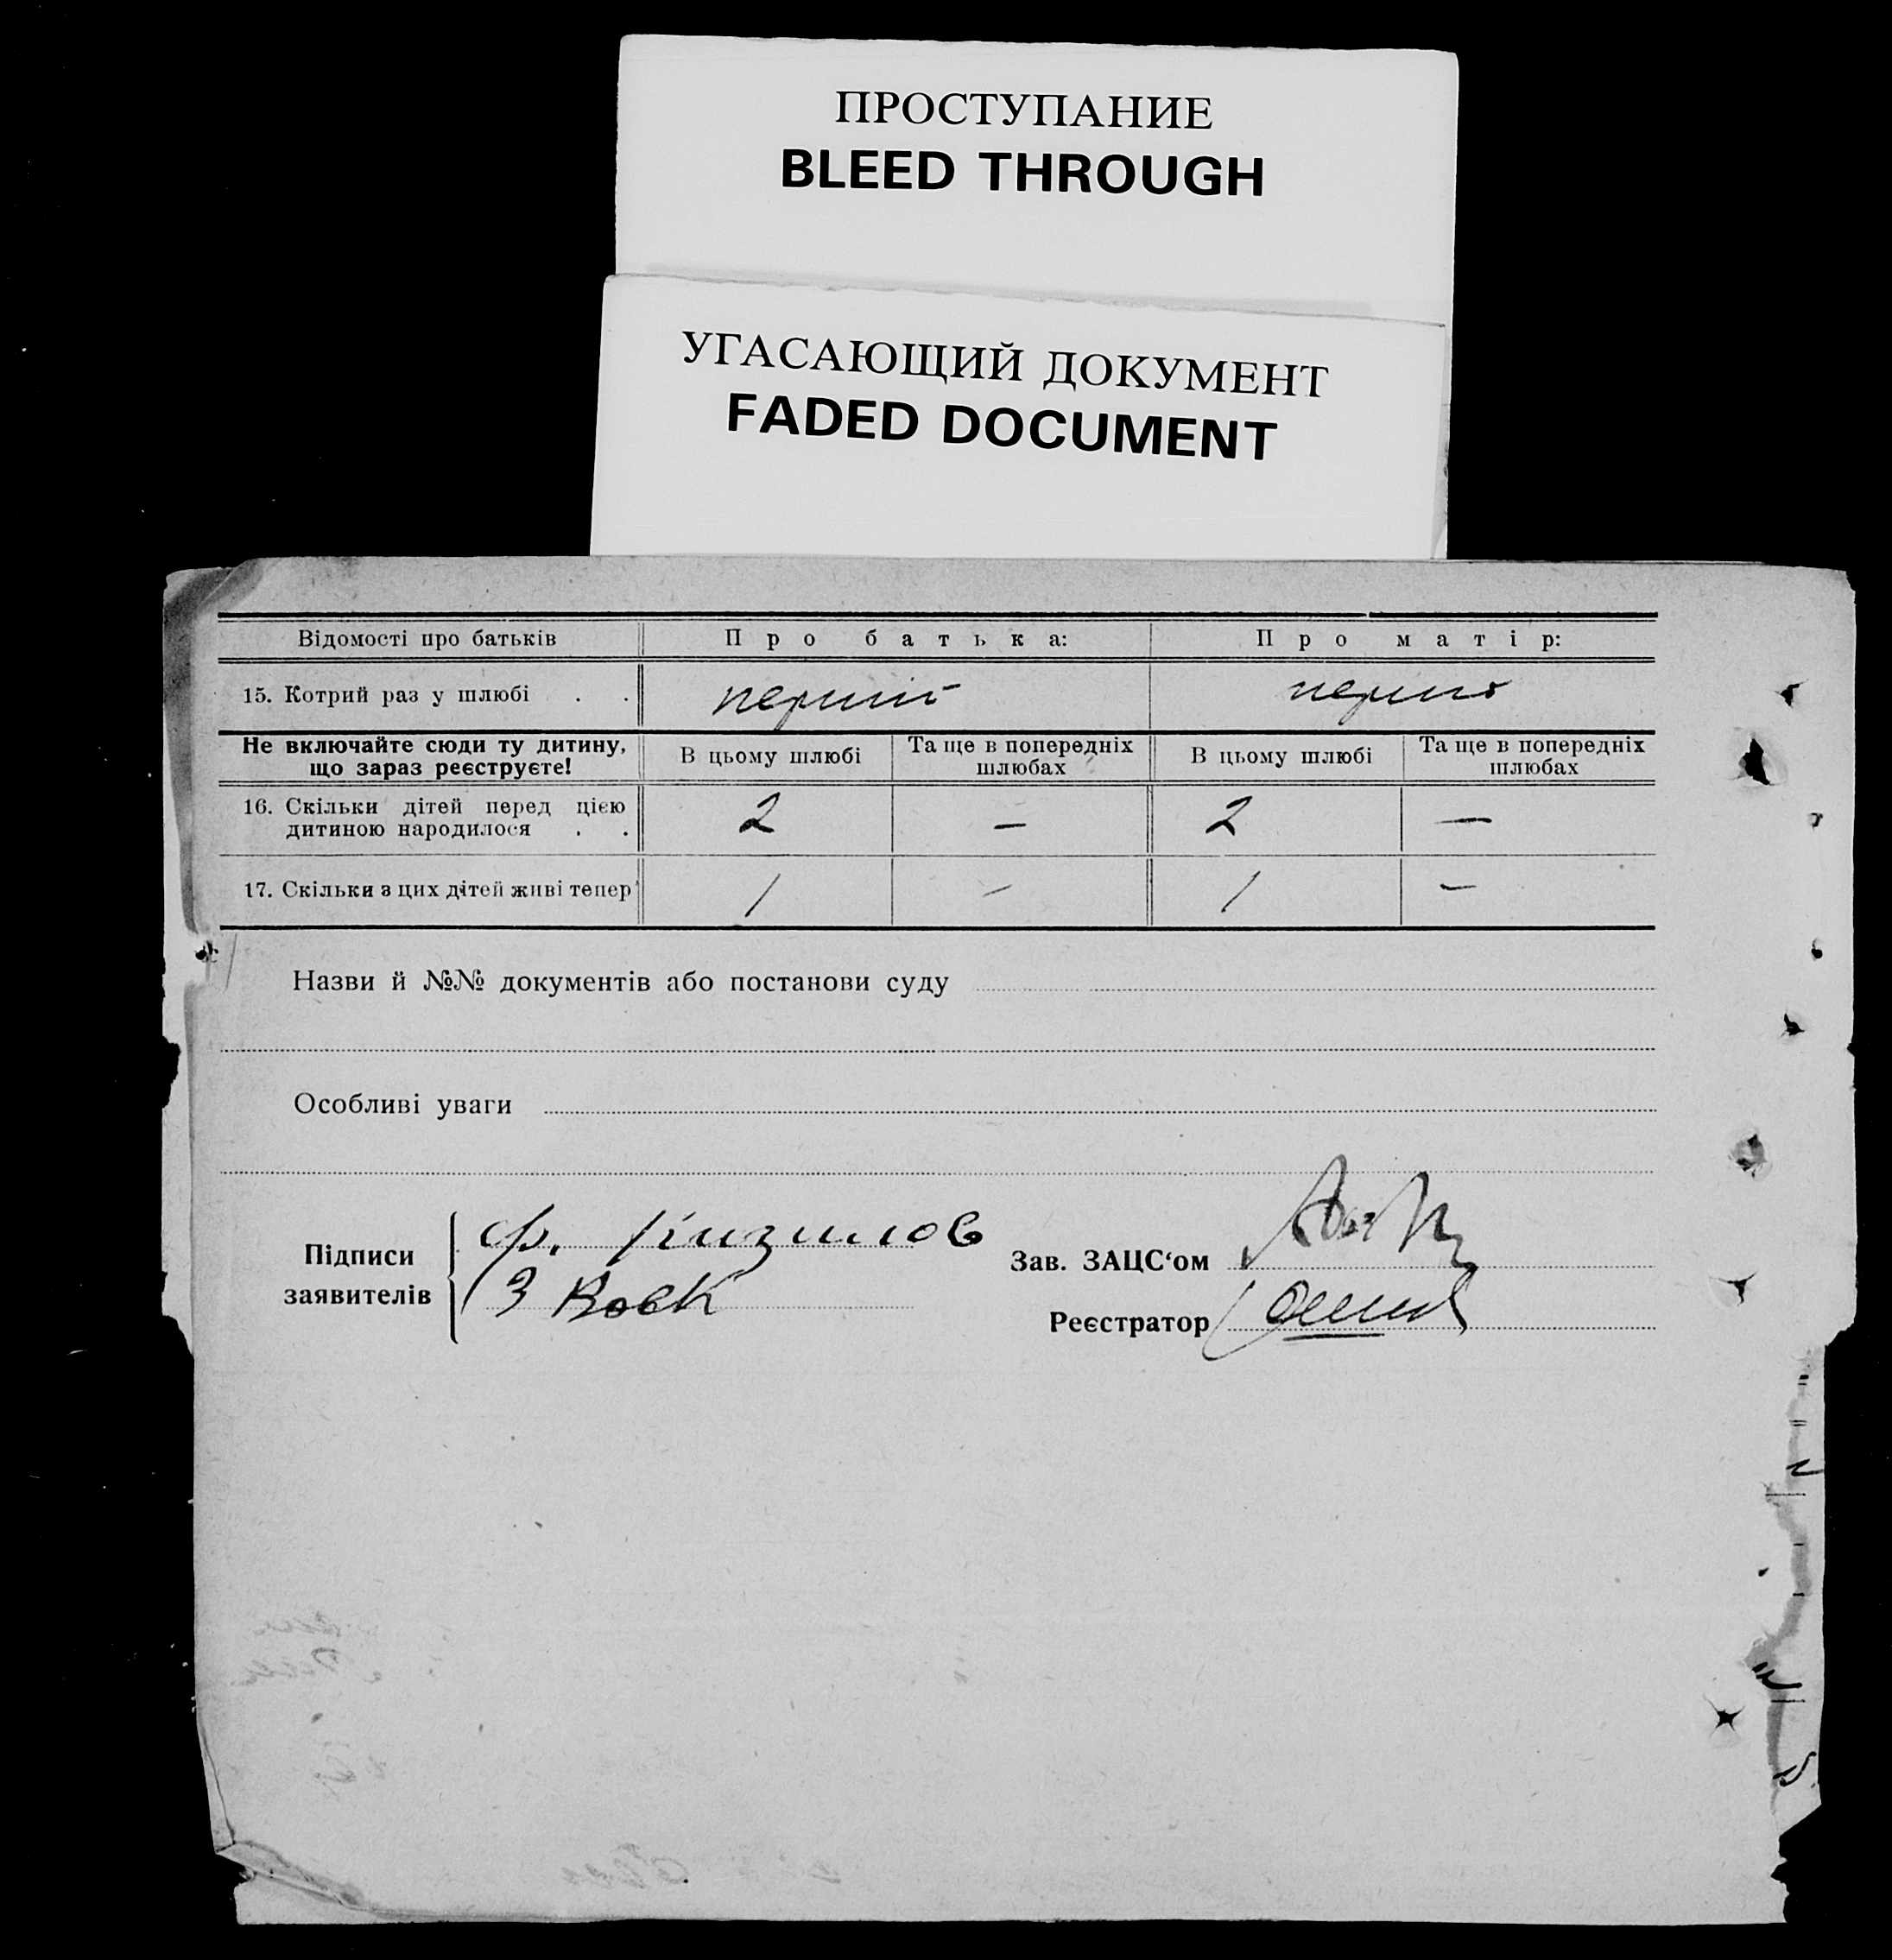 ПРОСТУПАНИЕ
BLEED THROUGH
УГАСАЮЩИЙ ДОКУМЕНТ
FADED DOCUMENT
Відомості про батьків Про батька: Про матір:
15. Котрий раз у шлюбі . . перший
Не включайте сюди ту дитину, що зараз реєструєте! В цьому шлюбі Та ще в попередніх шлюбах В цьому шлюбі Та ще в попередніх шлюбах
16. Скільки дітей перед цією дитиною народилося . . 2 — 2 —
17. Скільки з цих дітей живі тепер 1 — 1 —
Назви й №№ документів або постанови суду
Особливі уваги
Підписи заявителів
Ф. Кизилов
Зав. ЗАЦС‘ом
Реєстратор